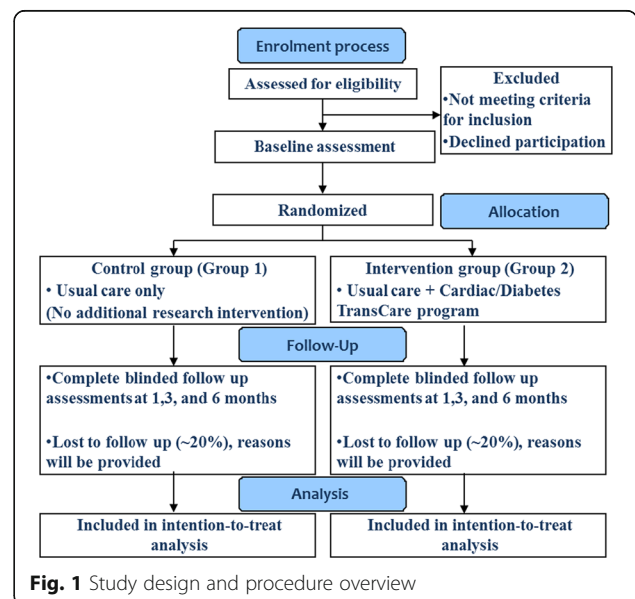 Enrolment process
Assessed for eligibility
Excluded
•Not meeting criteria
for inclusion
•Declined participation
Baseline assessment
Randomized
Allocation
Control group (Group 1)
• Usual care only
(No additional research intervention)
Intervention group (Group 2)
• Usual care + Cardiac/Diabetes
TransCare program
Follow-Up
•Complete blinded follow up
assessments at 1,3, and 6 months
•Lost to follow up (~20%), reasons
will be provided
•Complete blinded follow up
assessments at 1,3, and 6 months
•Lost to follow up (~20%), reasons
will be provided
Analysis
Included in intention-to-treat
analysis
Included in intention-to-treat
analysis
Fig. 1 Study design and procedure overview